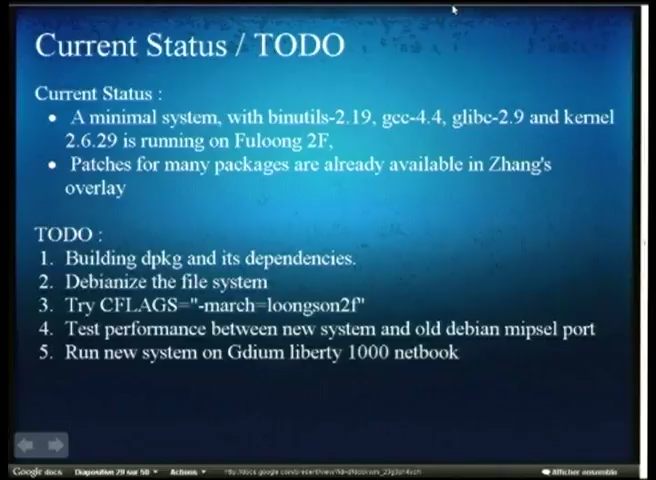 Current Status / TODO
Current Status :
• A minimal system, with binutils-2.19, gcc-4.4, glibc-2.9 and kernel
2.6.29 is running on Fuloong 2F,
• Patches for many packages are already available in Zhang's
overlay
TODO :
1. Building dpkg and its dependencies.
2. Debianize the file system
3. Try CFLAGS="-march=loongson2f"
4. Test performance between new system and old debian mipsel port
5. Run new system on Gdium liberty 1000 netbook
Google docs Diapositive 29 sur 50 Actions Afficher ensemble